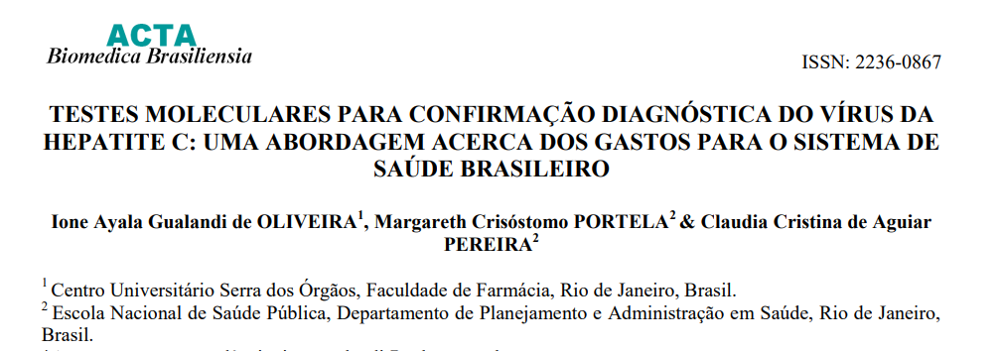 ACTA
Biomedica Brasiliensia
ISSN: 2236-0867
TESTES MOLECULARES PARA CONFIRMAÇÃO DIAGNÓSTICA DO VÍRUS DA
HEPATITE C: UMA ABORDAGEM ACERCA DOS GASTOS PARA O SISTEMA DE
SAÚDE BRASILEIRO
Ione Ayala Gualandi de OLIVEIRA¹, Margareth Crisóstomo PORTELA² & Claudia Cristina de Aguiar
PEREIRA²
¹ Centro Universitário Serra dos Órgãos, Faculdade de Farmácia, Rio de Janeiro, Brasil.
² Escola Nacional de Saúde Pública, Departamento de Planejamento e Administração em Saúde, Rio de Janeiro,
Brasil.